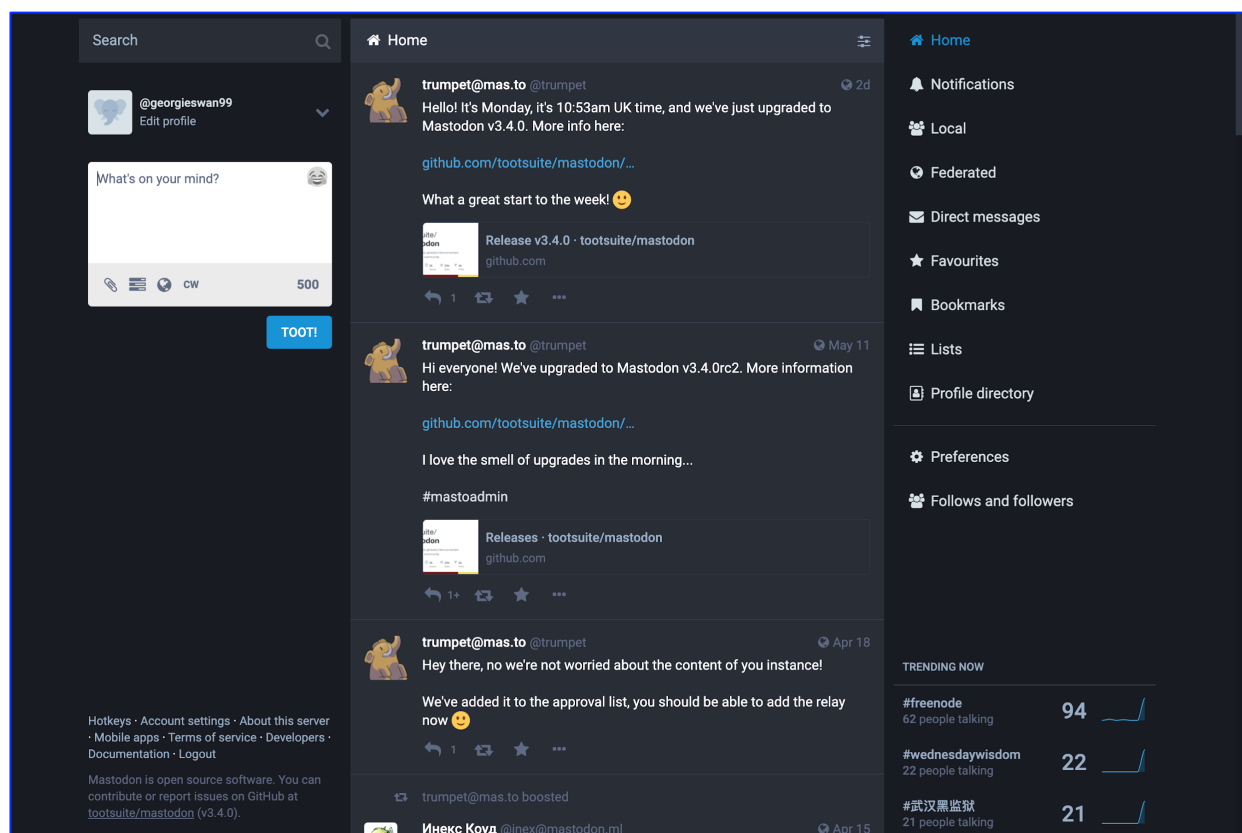 Search
@georgieswan99
Edit profile
What's on your mind?
CW
500
TOOT!
Hotkeys · Account settings · About this server
· Mobile apps · Terms of service · Developers ·
Documentation · Logout
Mastodon is open source software. You can
contribute or report issues on GitHub at
tootsuite/mastodon (v3.4.0).
Home
trumpet@mas.to @trumpet 2d
Hello! It's Monday, it's 10:53am UK time, and we've just upgraded to
Mastodon v3.4.0. More info here:
github.com/tootsuite/mastodon/...
What a great start to the week! 🙂
Release v3.4.0 · tootsuite/mastodon
github.com
1
trumpet@mas.to @trumpet May 11
Hi everyone! We've upgraded to Mastodon v3.4.0rc2. More information
here:
github.com/tootsuite/mastodon/...
I love the smell of upgrades in the morning...
#mastoadmin
Releases · tootsuite/mastodon
github.com
1+
trumpet@mas.to @trumpet Apr 18
Hey there, no we're not worried about the content of you instance!
We've added it to the approval list, you should be able to add the relay
now 🙂
1
trumpet@mas.to boosted
Инекс Коуд @inex@mastodon.ml Apr 15
Home
Notifications
Local
Federated
Direct messages
Favourites
Bookmarks
Lists
Profile directory
Preferences
Follows and followers
TRENDING NOW
#freenode
62 people talking
94
#wednesdaywisdom
22 people talking
22
#武汉黑监狱
21 people talking
21